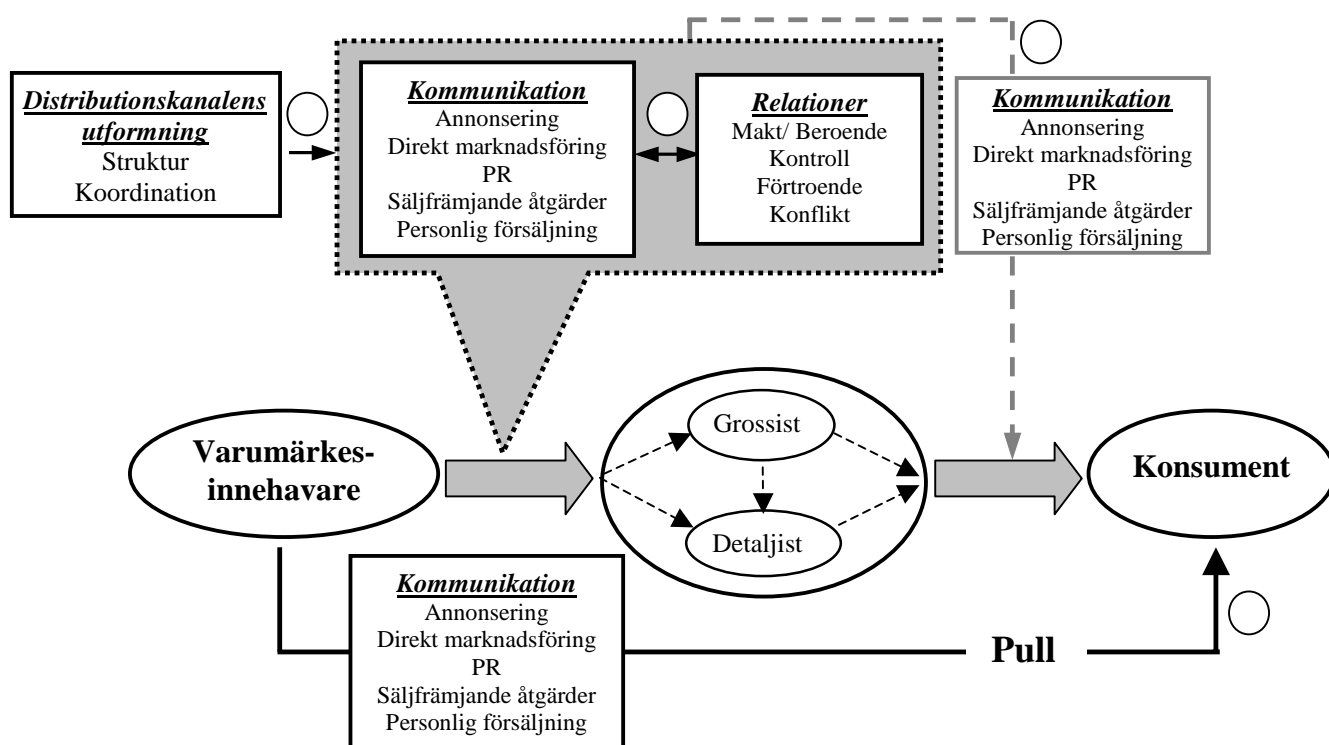 Distributionskanalens
utformning
Struktur
Koordination
Kommunikation
Annonsering
Direkt marknadsföring
PR
Säljfrämjande åtgärder
Personlig försäljning
Relationer
Makt/ Beroende
Kontroll
Förtroende
Konflikt
Kommunikation
Annonsering
Direkt marknadsföring
PR
Säljfrämjande åtgärder
Personlig försäljning
Varumärkes-
innehavare
Grossist
Detaljist
Konsument
Kommunikation
Annonsering
Direkt marknadsföring
PR
Säljfrämjande åtgärder
Personlig försäljning
Pull